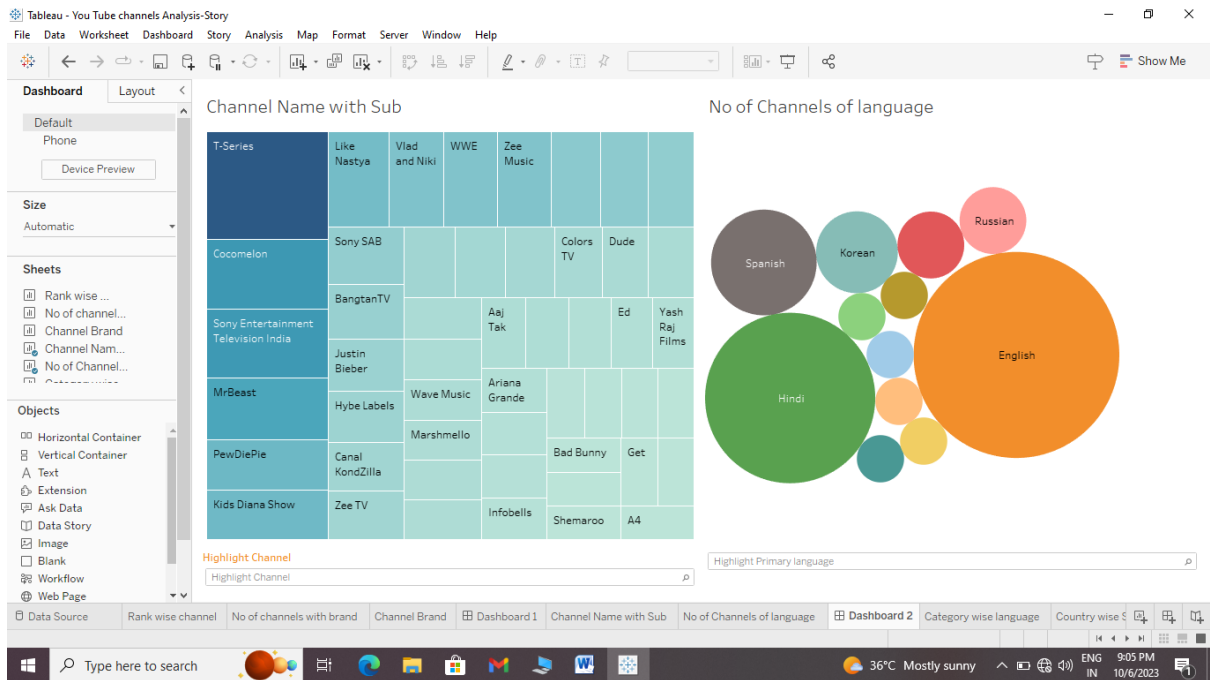 Tableau - You Tube channels Analysis-Story
File Data Worksheet Dashboard Story Analysis Map Format Server Window Help
Show Me
Dashboard Layout
Default
Phone
Device Preview
Size
Automatic
Sheets
Rank wise ...
No of channel...
Channel Brand
Channel Nam...
No of Channel...
Objects
Horizontal Container
Vertical Container
Text
Extension
Ask Data
Data Story
Image
Blank
Workflow
Web Page
Channel Name with Sub
T-Series
Cocomelon
Sony Entertainment
Television India
MrBeast
PewDiePie
Kids Diana Show
Like
Nastya
Vlad
and Niki
WWE
Zee
Music
Sony SAB
BangtanTV
Justin
Bieber
Hybe Labels
Canal
KondZilla
Zee TV
Colors
TV
Dude
Aaj
Tak
Ed
Yash
Raj
Films
Wave Music
Marshmello
Ariana
Grande
Infobells
Bad Bunny
Get
Shemaroo
A4
Highlight Channel
Highlight Channel
No of Channels of language
Spanish
Korean
Russian
English
Hindi
Highlight Primary language
Data Source Rank wise channel No of channels with brand Channel Brand Dashboard 1 Channel Name with Sub No of Channels of language Dashboard 2 Category wise language Country wise S
Type here to search
36°C Mostly sunny
ENG
IN
9:05 PM
10/6/2023
1